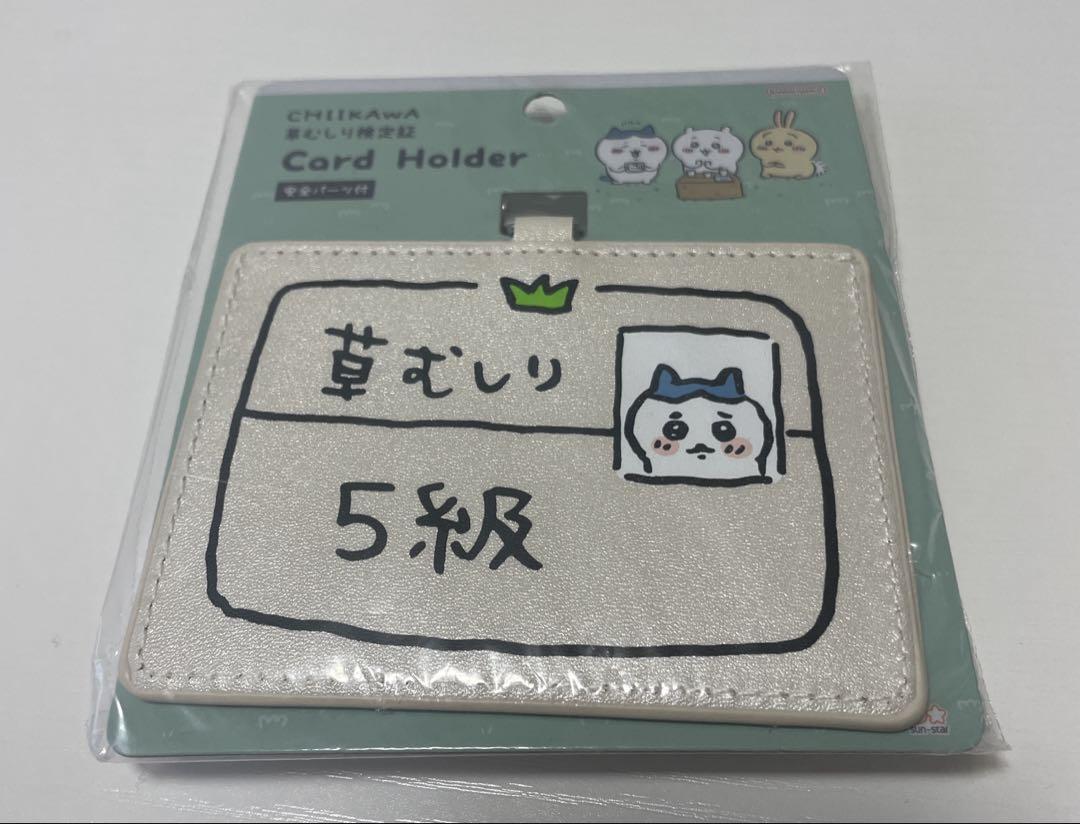 CHIIKAWA
草むしり検定証
Card Holder
安全パーツ付
草むしり
5級
sun-star